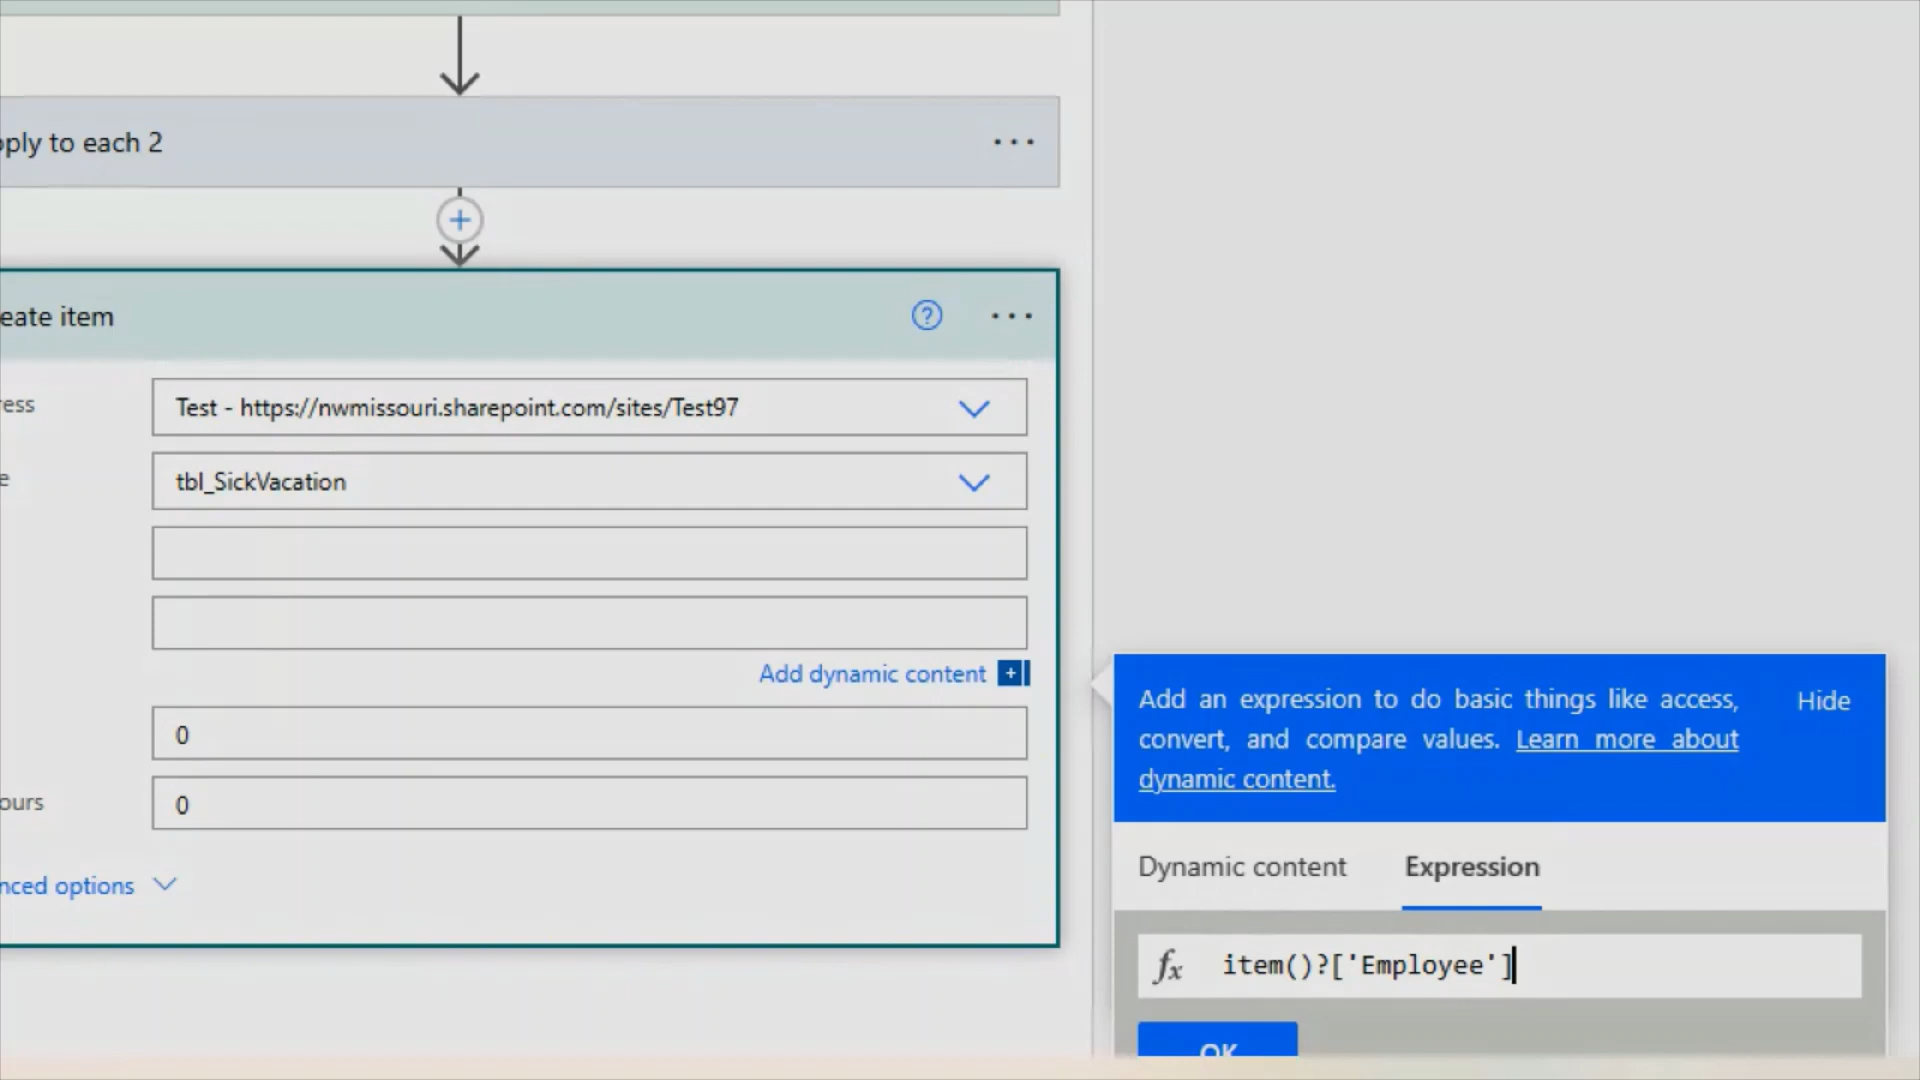 pply to each 2
eate item
ress
Test - https://nwmissouri.sharepoint.com/sites/Test97
e
tbl_SickVacation
Add dynamic content
0
ours
0
nced options
Add an expression to do basic things like access,
convert, and compare values. Learn more about
dynamic content.
Hide
Dynamic content
Expression
fx item()?['Employee']
OK